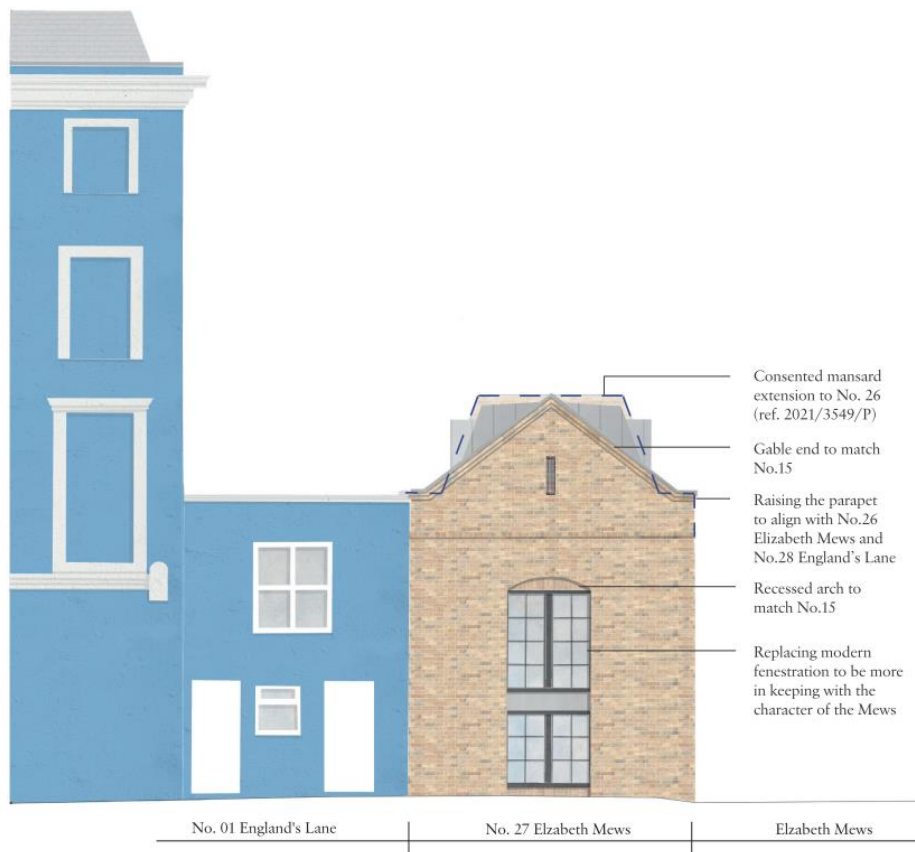 Consented mansard
extension to No. 26
(ref. 2021/3549/P)
Gable end to match
No.15
Raising the parapet
to align with No.26
Elizabeth Mews and
No.28 England's Lane
Recessed arch to
match No.15
Replacing modern
fenestration to be more
in keeping with the
character of the Mews
No. 01 England's Lane
No. 27 Elzabeth Mews
Elzabeth Mews